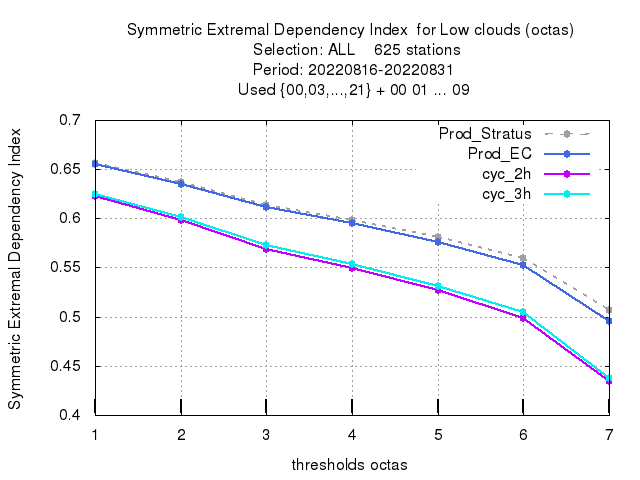 Symmetric Extremal Dependency Index  for Low clouds (octas)
Selection: ALL    625 stations
Period: 20220816-20220831
Used {00,03,...,21} + 00 01 ... 09
Symmetric Extremal Dependency Index
0.7
0.65
0.6
0.55
0.5
0.45
0.4
Prod_Stratus
Prod_EC
cyc_2h
cyc_3h
1 2 3 4 5 6 7
thresholds octas